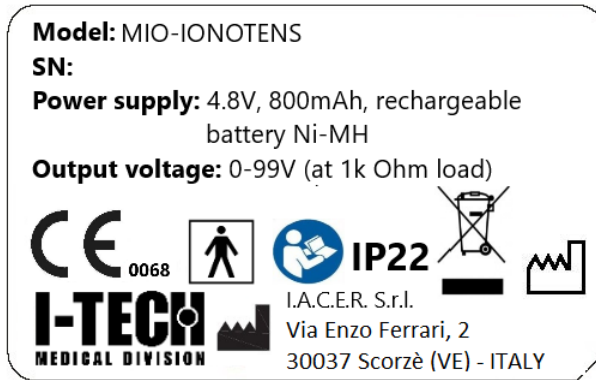 Model: MIO-IONOTENS
SN:
Power supply: 4.8V, 800mAh, rechargeable
battery Ni-MH
Output voltage: 0-99V (at 1k Ohm load)
CE 0068
IP22
I-TECH
MEDICAL DIVISION
I.A.C.E.R. S.r.l.
Via Enzo Ferrari, 2
30037 Scorzè (VE) - ITALY